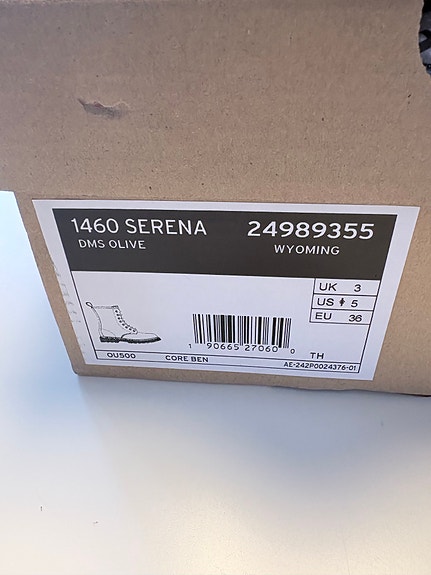 1460 SERENA 24989355
DMS OLIVE WYOMING
UK 3
US 5
EU 36
1 90665 27060 0
TH
OU500 CORE BEN AE-242P0024376-01